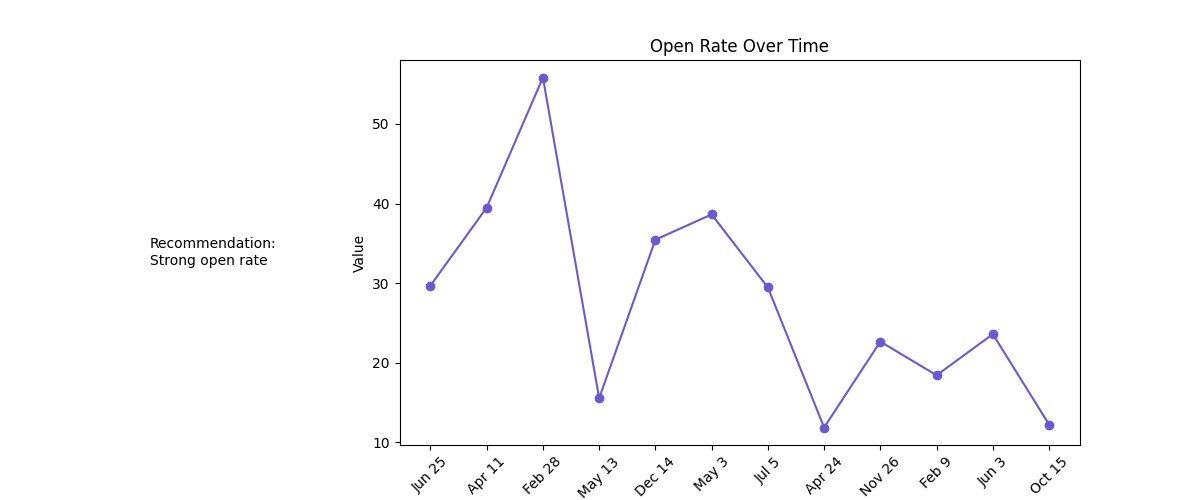 Open Rate Over Time
Recommendation:
Strong open rate
Value
50
40
30
20
10
Jun 25
Apr 11
Feb 28
May 13
Dec 14
May 3
Jul 5
Apr 24
Nov 26
Feb 9
Jun 3
Oct 15